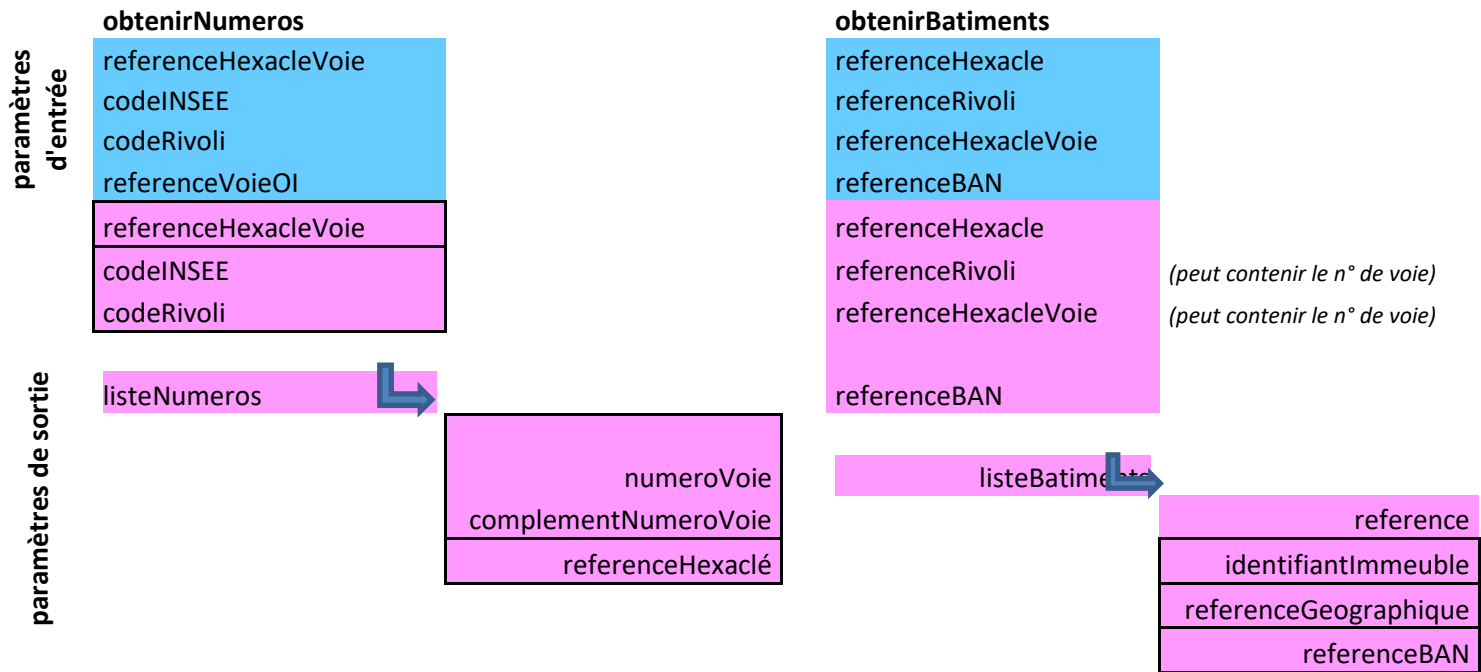 obtenirNumeros
paramètres
d'entrée
referenceHexacleVoie
codeINSEE
codeRivoli
referenceVoieOI
paramètres de sortie
referenceHexacleVoie
codeINSEE
codeRivoli
listeNumeros
numeroVoie
complementNumeroVoie
referenceHexaclé
obtenirBatiments
referenceHexacle
referenceRivoli
referenceHexacleVoie
referenceBAN
referenceHexacle
referenceRivoli (peut contenir le n° de voie)
referenceHexacleVoie (peut contenir le n° de voie)
referenceBAN
listeBatiments
reference
identifiantImmeuble
referenceGeographique
referenceBAN